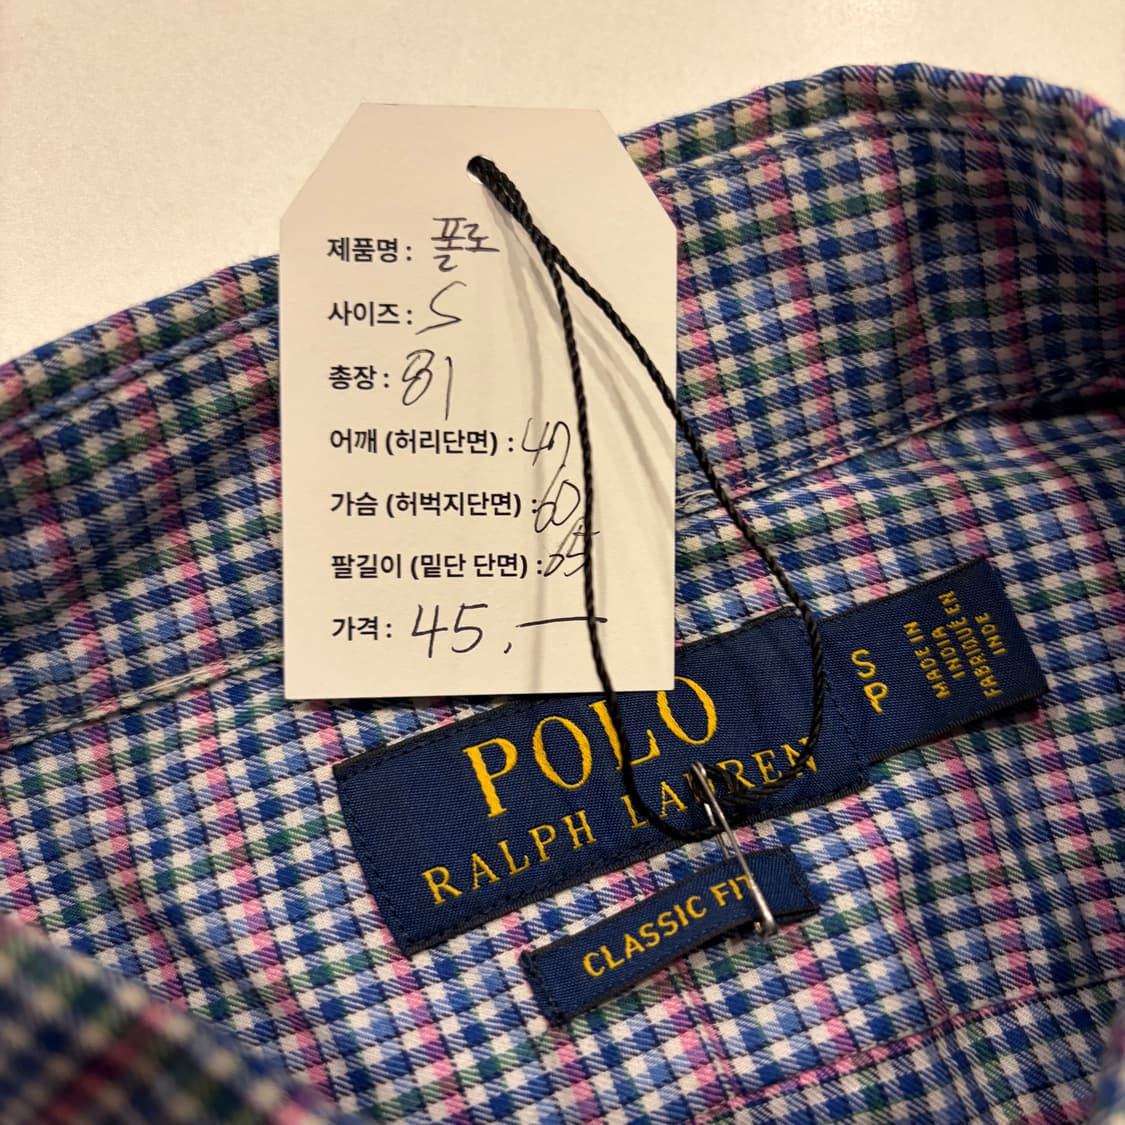 제품명 : 폴로
사이즈 : S
총장 : 81
어깨 (허리단면) : 47
가슴 (허벅지단면) : 60
팔길이 (밑단 단면) : 65
가격 : 45,—
POLO
RALPH LAUREN
S
P
MADE IN
INDIA
FABRIQUÉ EN
INDE
CLASSIC FIT